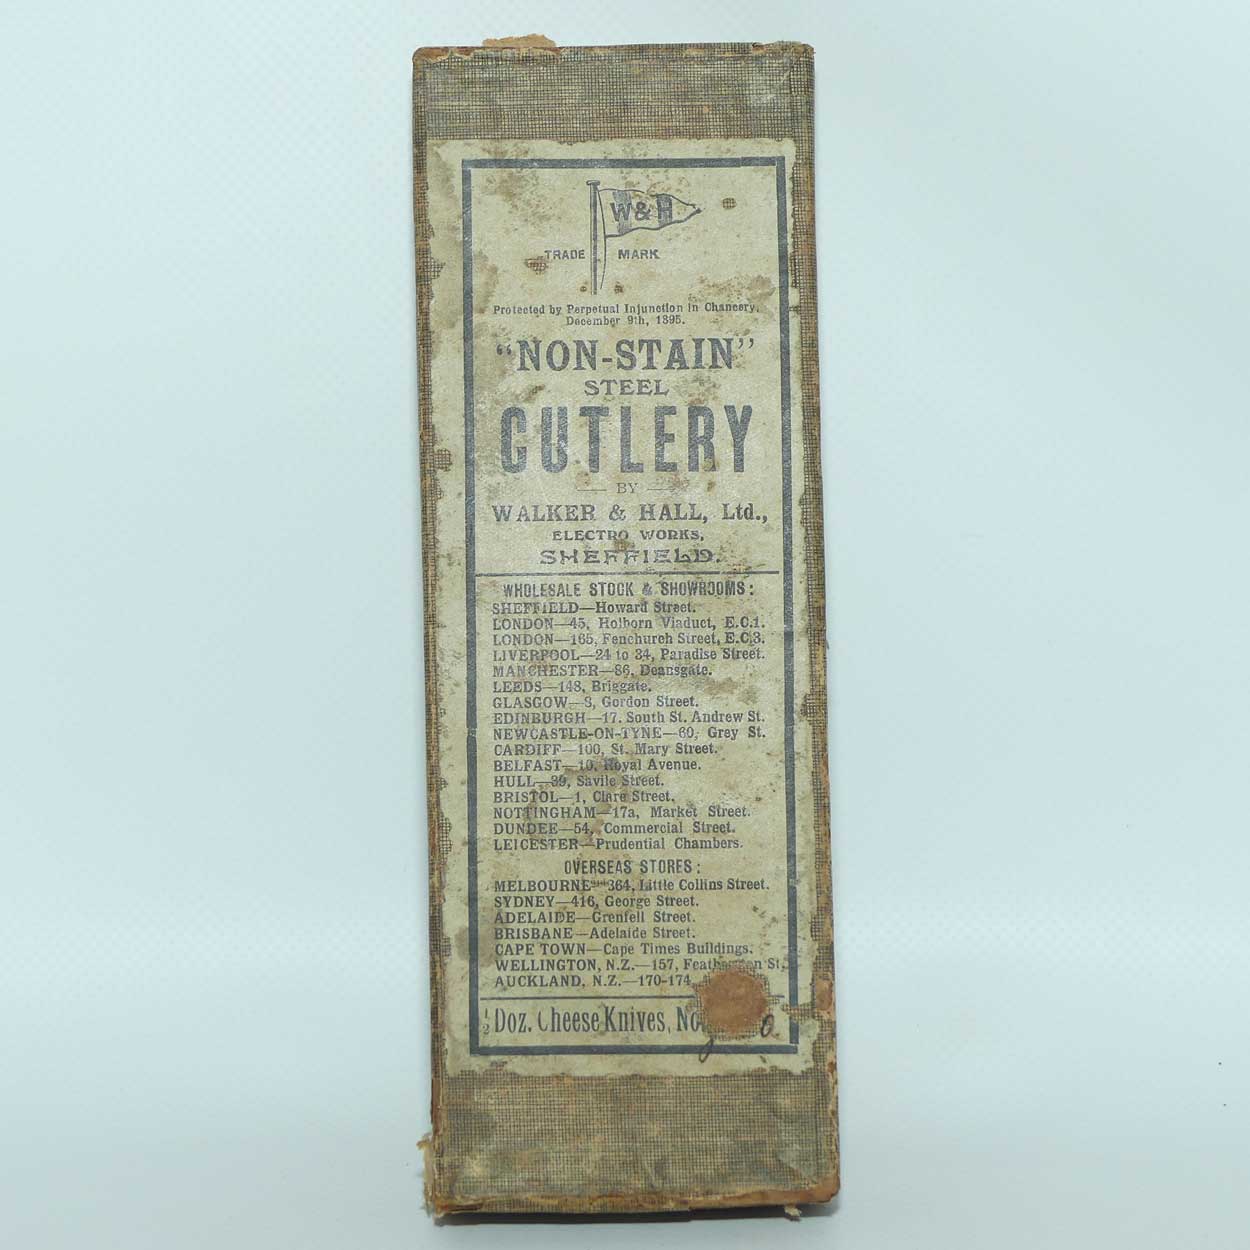 W & H
TRADE MARK
Protected by Perpetual Injunction in Chancery,
December 9th, 1895.
"NON-STAIN"
STEEL
CUTLERY
BY
WALKER & HALL, Ltd.,
ELECTRO WORKS,
SHEFFIELD.
WHOLESALE STOCK & SHOWROOMS:
SHEFFIELD—Howard Street.
LONDON—45, Holborn Viaduct, E.C.1.
LONDON—165, Fenchurch Street, E.C.3.
LIVERPOOL—24 to 34, Paradise Street.
MANCHESTER—86, Deansgate.
LEEDS—148, Briggate.
GLASGOW—8, Gordon Street.
EDINBURGH—17. South St. Andrew St.
NEWCASTLE-ON-TYNE—60, Grey St.
CARDIFF—100, St. Mary Street.
BELFAST—10, Royal Avenue.
HULL—39, Savile Street.
BRISTOL—1, Clare Street.
NOTTINGHAM—17a, Market Street.
DUNDEE—54, Commercial Street.
LEICESTER—Prudential Chambers.
OVERSEAS STORES:
MELBOURNE—364, Little Collins Street.
SYDNEY—416, George Street.
ADELAIDE—Grenfell Street.
BRISBANE—Adelaide Street.
CAPE TOWN—Cape Times Buildings.
WELLINGTON, N.Z.—157, St.
AUCKLAND, N.Z.—170-174
½ Doz. Cheese Knives, No